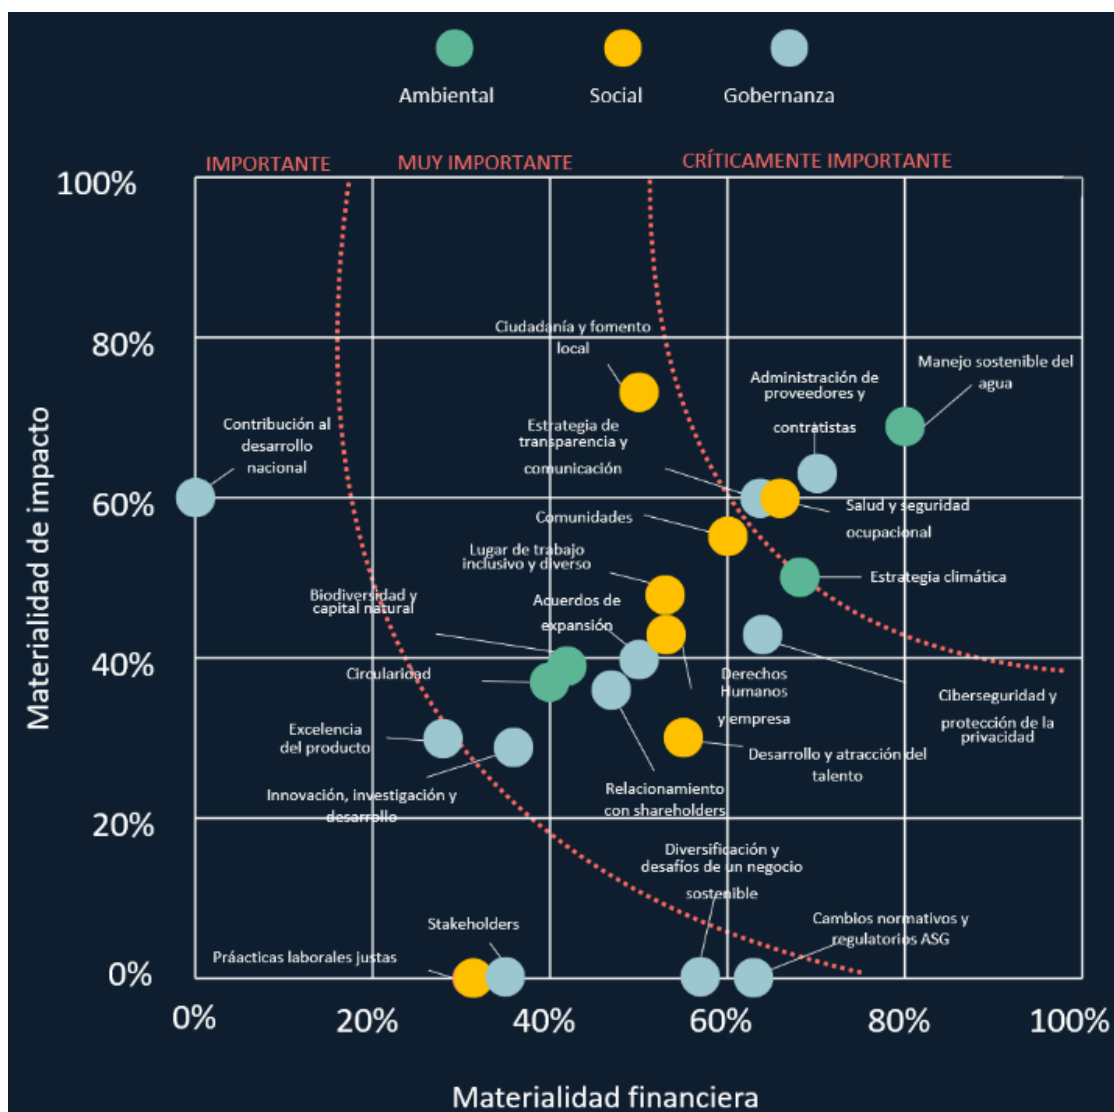 Ambiental
Social
Gobernanza
IMPORTANTE
MUY IMPORTANTE
CRÍTICAMENTE IMPORTANTE
100%
80%
60%
40%
20%
0%
Materialidad de impacto
Ciudadanía y fomento
local
Manejo sostenible del
agua
Administración de
proveedores y
contratistas
Contribución al
desarrollo
nacional
Estrategia de
transparencia y
comunicación
Salud y seguridad
ocupacional
Comunidades
Lugar de trabajo
inclusivo y diverso
Estrategia climática
Biodiversidad y
capital natural
Acuerdos de
expansión
Circularidad
Derechos
Humanos
y empresa
Ciberseguridad y
protección de la
privacidad
Excelencia
del producto
Desarrollo y atracción del
talento
Innovación, investigación y
desarrollo
Relacionamiento
con shareholders
Diversificación y
desafíos de un negocio
sostenible
Stakeholders
Cambios normativos y
regulatorios ASG
Práacticas laborales justas
0%
20%
40%
60%
80%
100%
Materialidad financiera